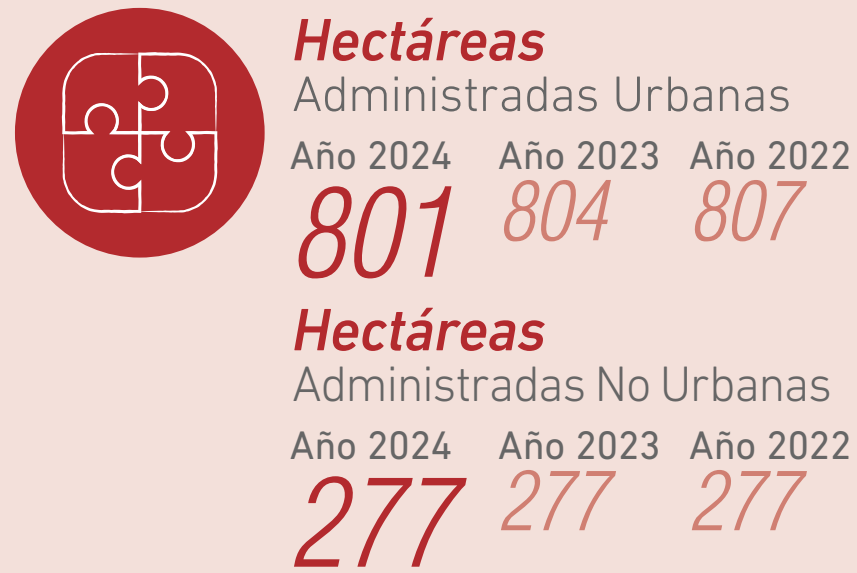 Hectáreas
Administradas Urbanas
Año 2024 Año 2023 Año 2022
801 804 807
Hectáreas
Administradas No Urbanas
Año 2024 Año 2023 Año 2022
277 277 277